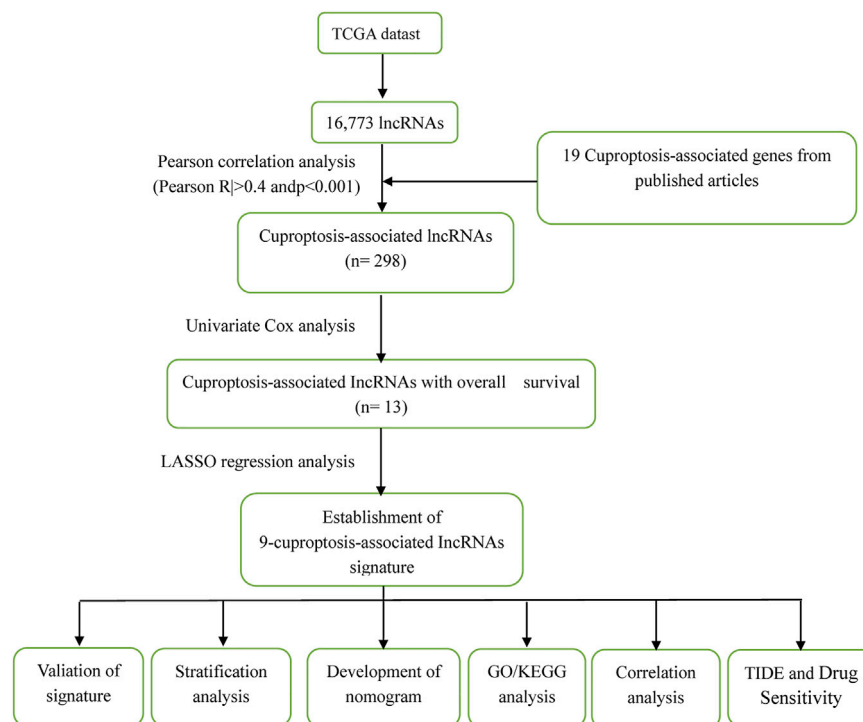 TCGA datast
16,773 lncRNAs
Pearson correlation analysis
(Pearson R|>0.4 andp<0.001)
19 Cuproptosis-associated genes from
published articles
Cuproptosis-associated lncRNAs
(n= 298)
Univariate Cox analysis
Cuproptosis-associated IncRNAs with overall survival
(n= 13)
LASSO regression analysis
Establishment of
9-cuproptosis-associated IncRNAs
signature
Valiation of
signature
Stratification
analysis
Development of
nomogram
GO/KEGG
analysis
Correlation
analysis
TIDE and Drug
Sensitivity